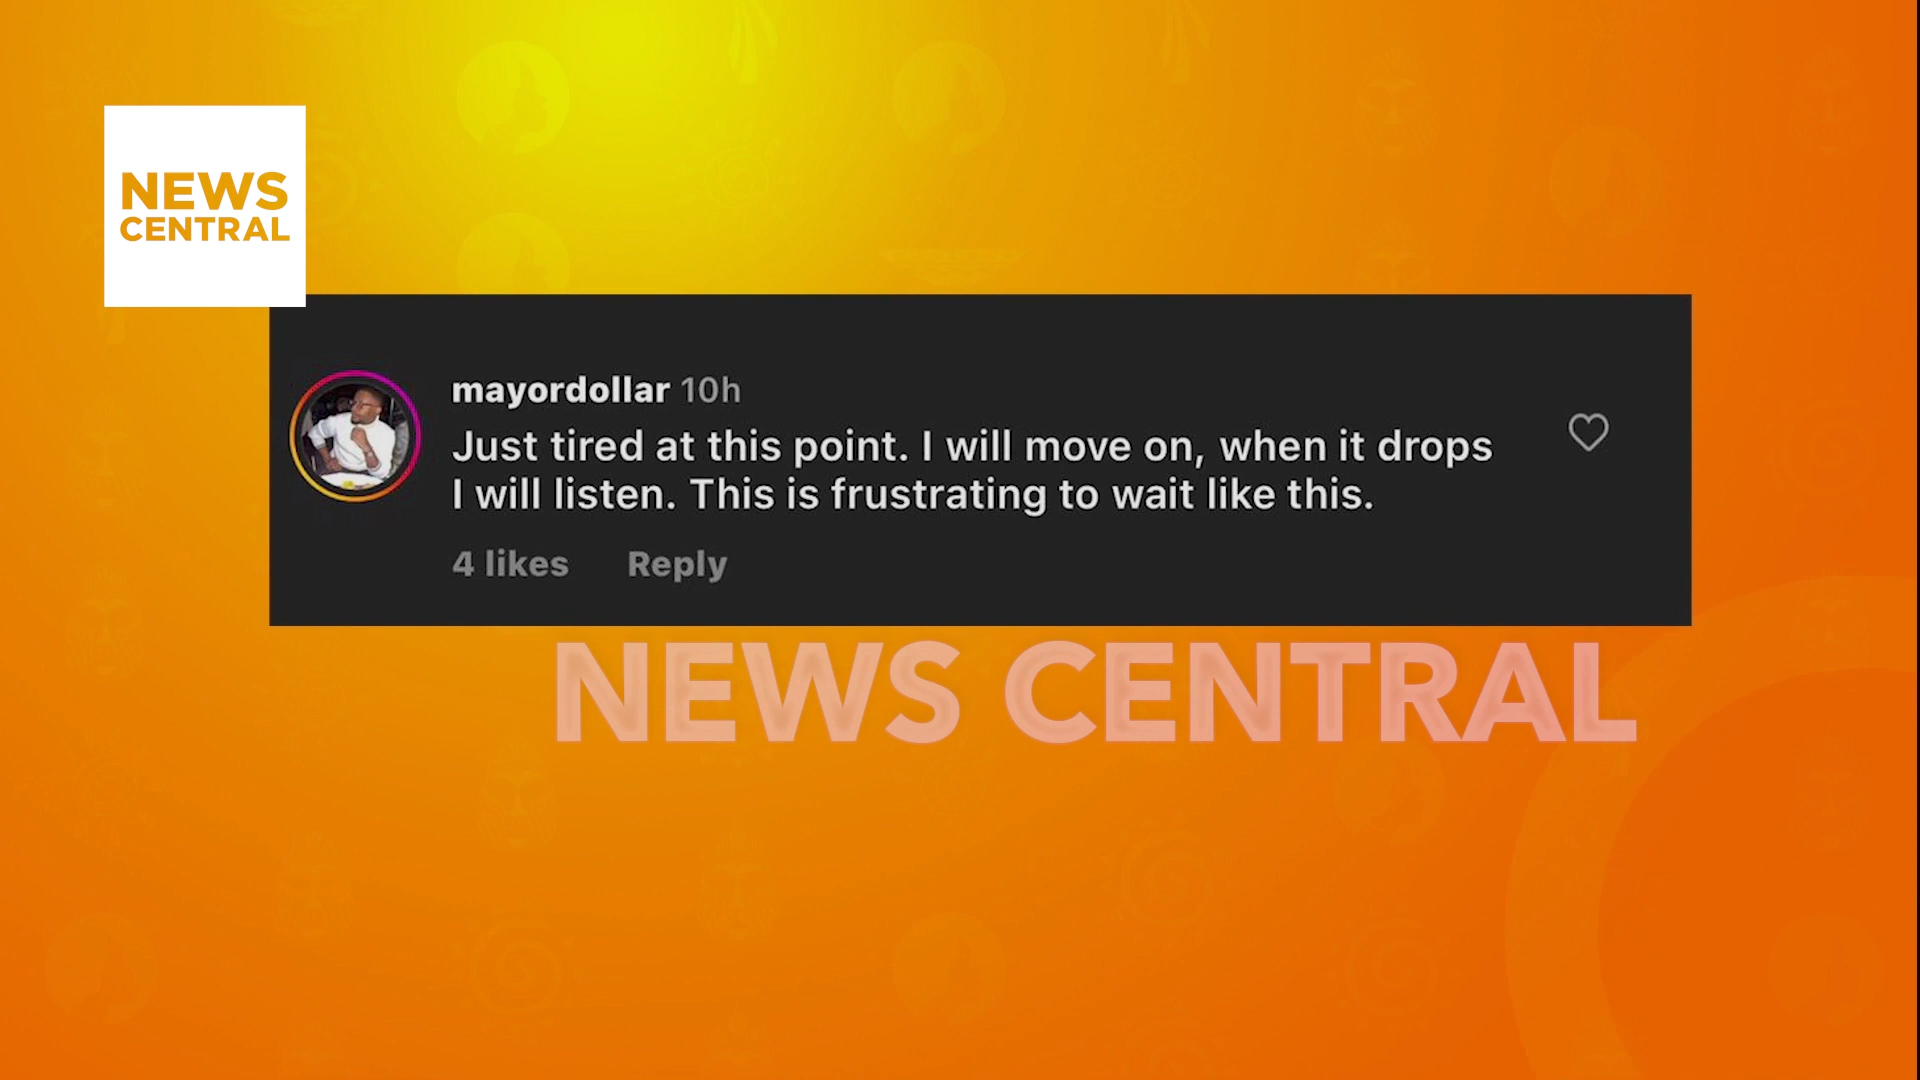 NEWS
CENTRAL
mayordollar 10h
Just tired at this point. I will move on, when it drops
I will listen. This is frustrating to wait like this.
4 likes Reply
NEWS CENTRAL